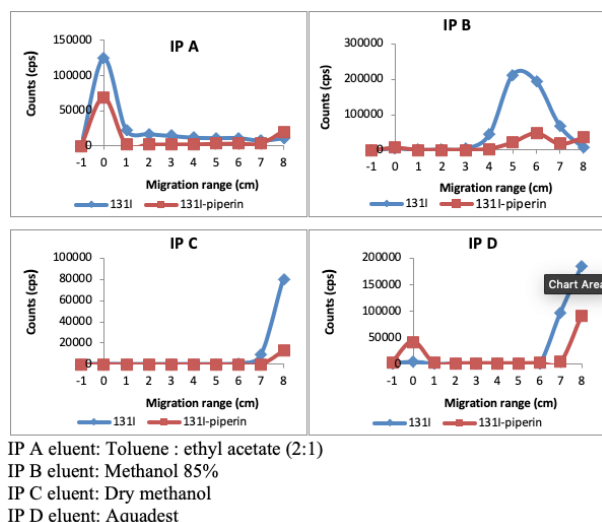 IP A
150000
100000
50000
0
Counts (cps)
-1 0 1 2 3 4 5 6 7 8
Migration range (cm)
131I 131I-piperin
IP B
300000
200000
100000
0
Counts (cps)
-1 0 1 2 3 4 5 6 7 8
Migration range (cm)
131I 131I-piperin
IP C
100000
80000
60000
40000
20000
0
Counts (cps)
-1 0 1 2 3 4 5 6 7 8
Migration range (cm)
131I 131I-piperin
IP D
200000
150000
100000
50000
0
Counts (cps)
Chart Area
-1 0 1 2 3 4 5 6 7 8
Migration range (cm)
131I 131I-piperin
IP A eluent: Toluene : ethyl acetate (2:1)
IP B eluent: Methanol 85%
IP C eluent: Dry methanol
IP D eluent: Aquadest